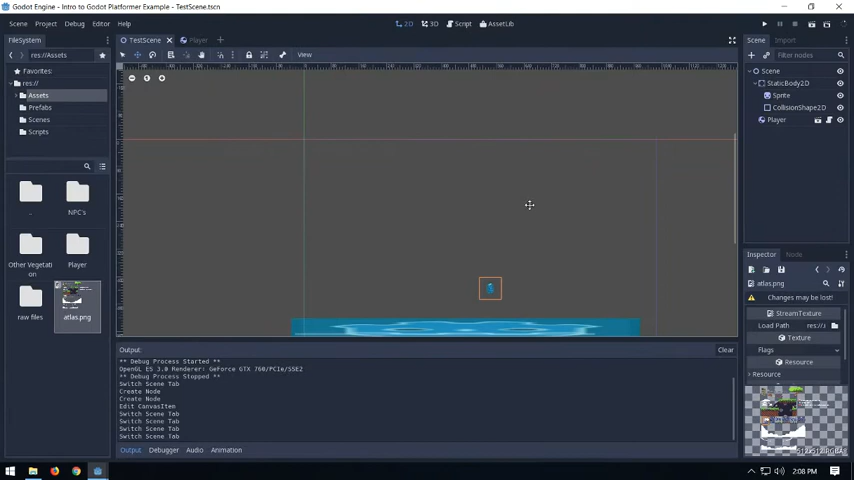 Godot Engine - Intro to Godot Platformer Example - TestScene.tscn
Scene Project Debug Editor Help
2D 3D Script AssetLib
FileSystem
TestScene Player
Scene Import
res://Assets
View
Filter nodes
Favorites:
res://
Assets
Prefabs
Scenes
Scripts
Scene
StaticBody2D
Sprite
CollisionShape2D
Player
..
NPC's
Other Vegetation
Player
raw files
atlas.png
Inspector Node
atlas.png
Changes may be lost!
StreamTexture
Load Path res:/
Texture
Flags
Resource
Resource
512x512 RGBA8
Output: Clear
** Debug Process Started **
OpenGL ES 3.0 Renderer: GeForce GTX 760/PCIe/SSE2
** Debug Process Stopped **
Switch Scene Tab
Create Node
Create Node
Edit CanvasItem
Switch Scene Tab
Switch Scene Tab
Switch Scene Tab
Switch Scene Tab
Output Debugger Audio Animation
2:08 PM